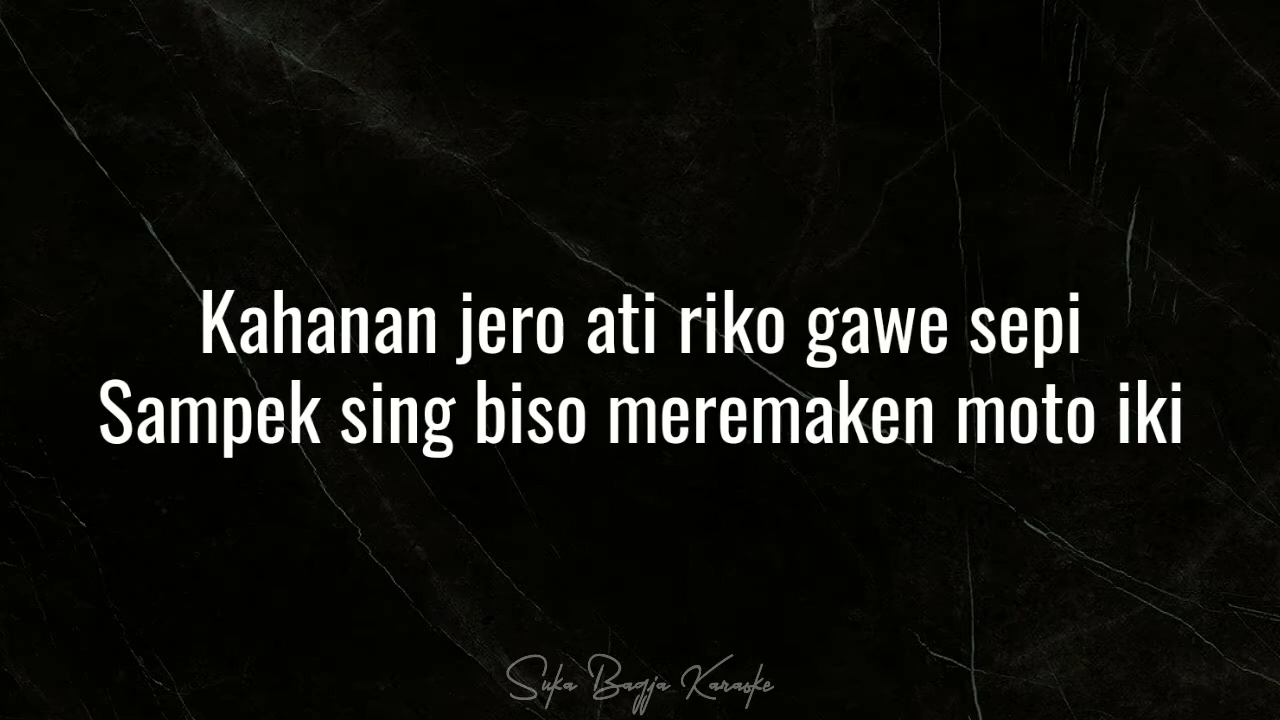 Kahanan jero ati riko gawe sepi
Sampek sing biso meremaken moto iki
Suka Bagja Karaoke